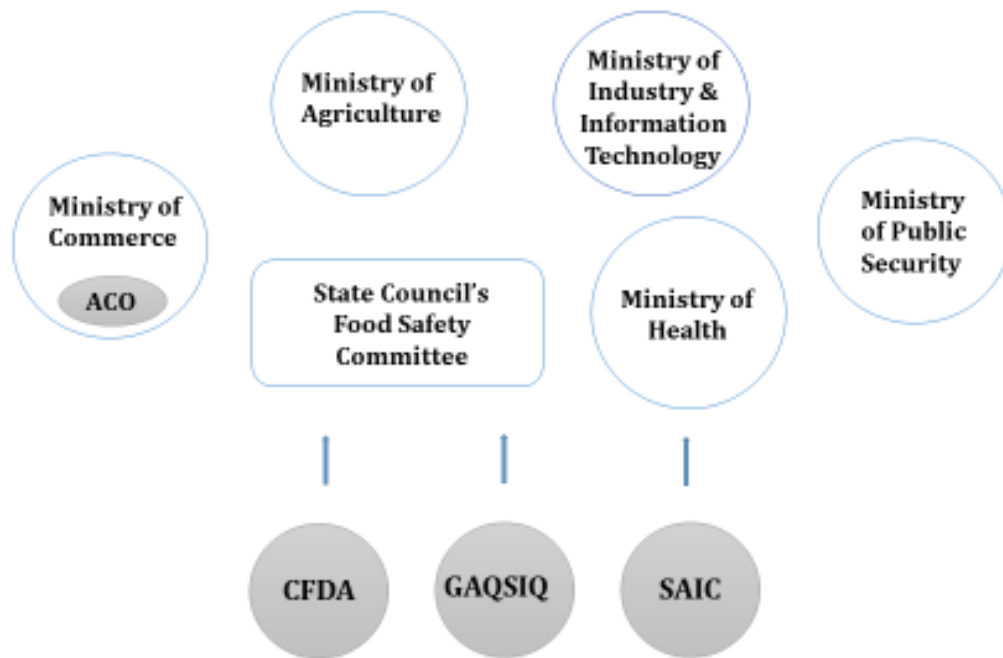 Ministry of
Agriculture
Ministry of
Industry &
Information
Technology
Ministry of
Commerce
ACO
Ministry
of Public
Security
State Council's
Food Safety
Committee
Ministry of
Health
CFDA
GAQSIQ
SAIC